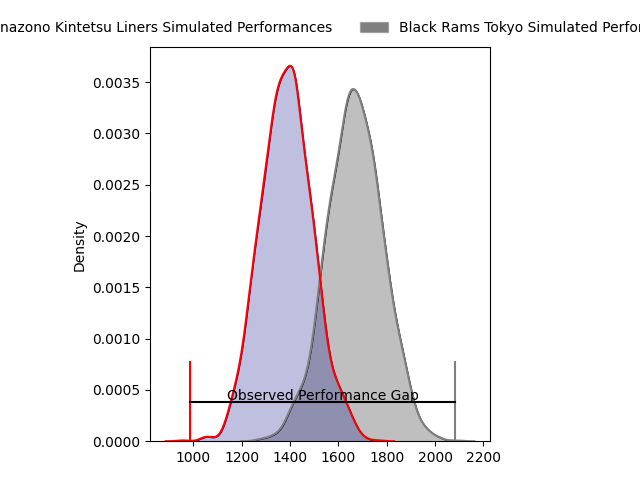 nazono Kintetsu Liners Simulated Performances
Black Rams Tokyo Simulated Perfor
0.0035
0.0030
0.0025
0.0020
0.0015
0.0010
0.0005
0.0000
Density
Observed Performance Gap
1000 1200 1400 1600 1800 2000 2200